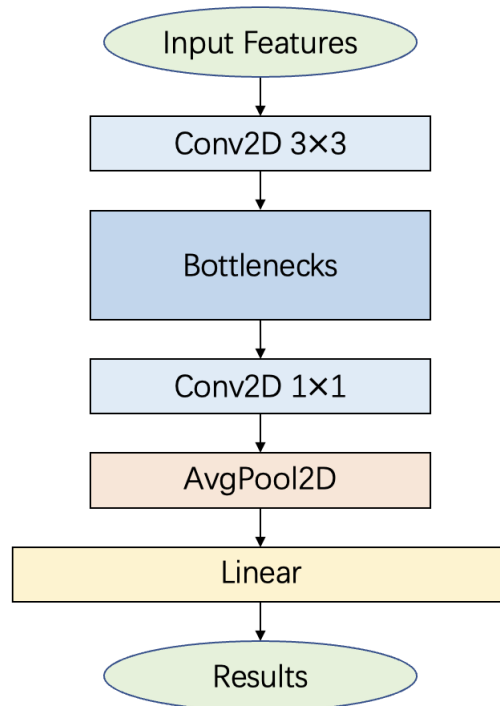 Input Features
Conv2D 3×3
Bottlenecks
Conv2D 1×1
AvgPool2D
Linear
Results